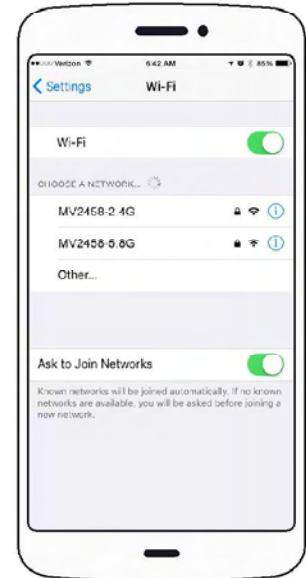 Verizon 6:42 AM 85%
Settings Wi-Fi
Wi-Fi
CHOOSE A NETWORK...
MV2458-2.4G
MV2458-5.8G
Other...
Ask to Join Networks
Known networks will be joined automatically. If no known
networks are available, you will be asked before joining a
new network.